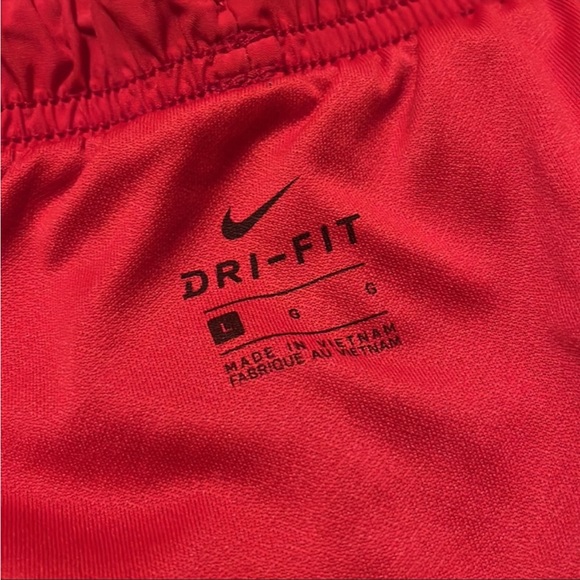 DRI-FIT
L G G
MADE IN VIETNAM
FABRIQUE AU VIETNAM